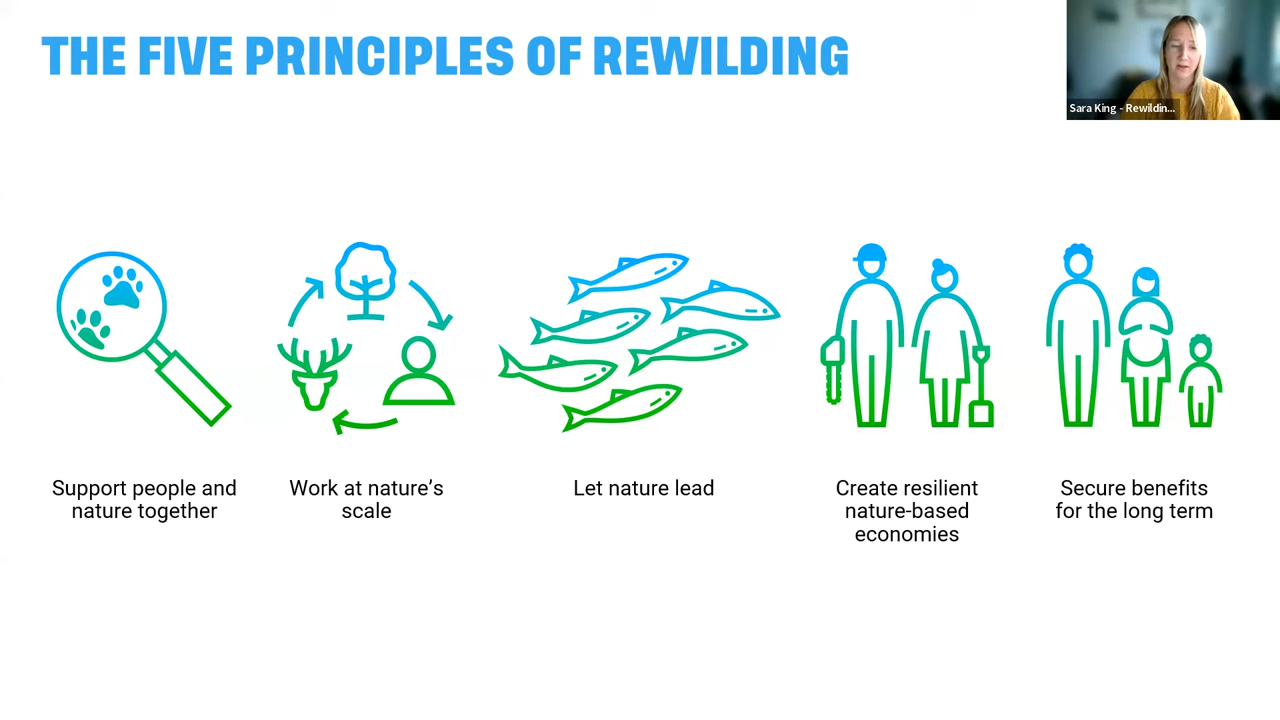 THE FIVE PRINCIPLES OF REWILDING
Sara King - Rewildin...
Support people and
nature together
Work at nature's
scale
Let nature lead
Create resilient
nature-based
economies
Secure benefits
for the long term